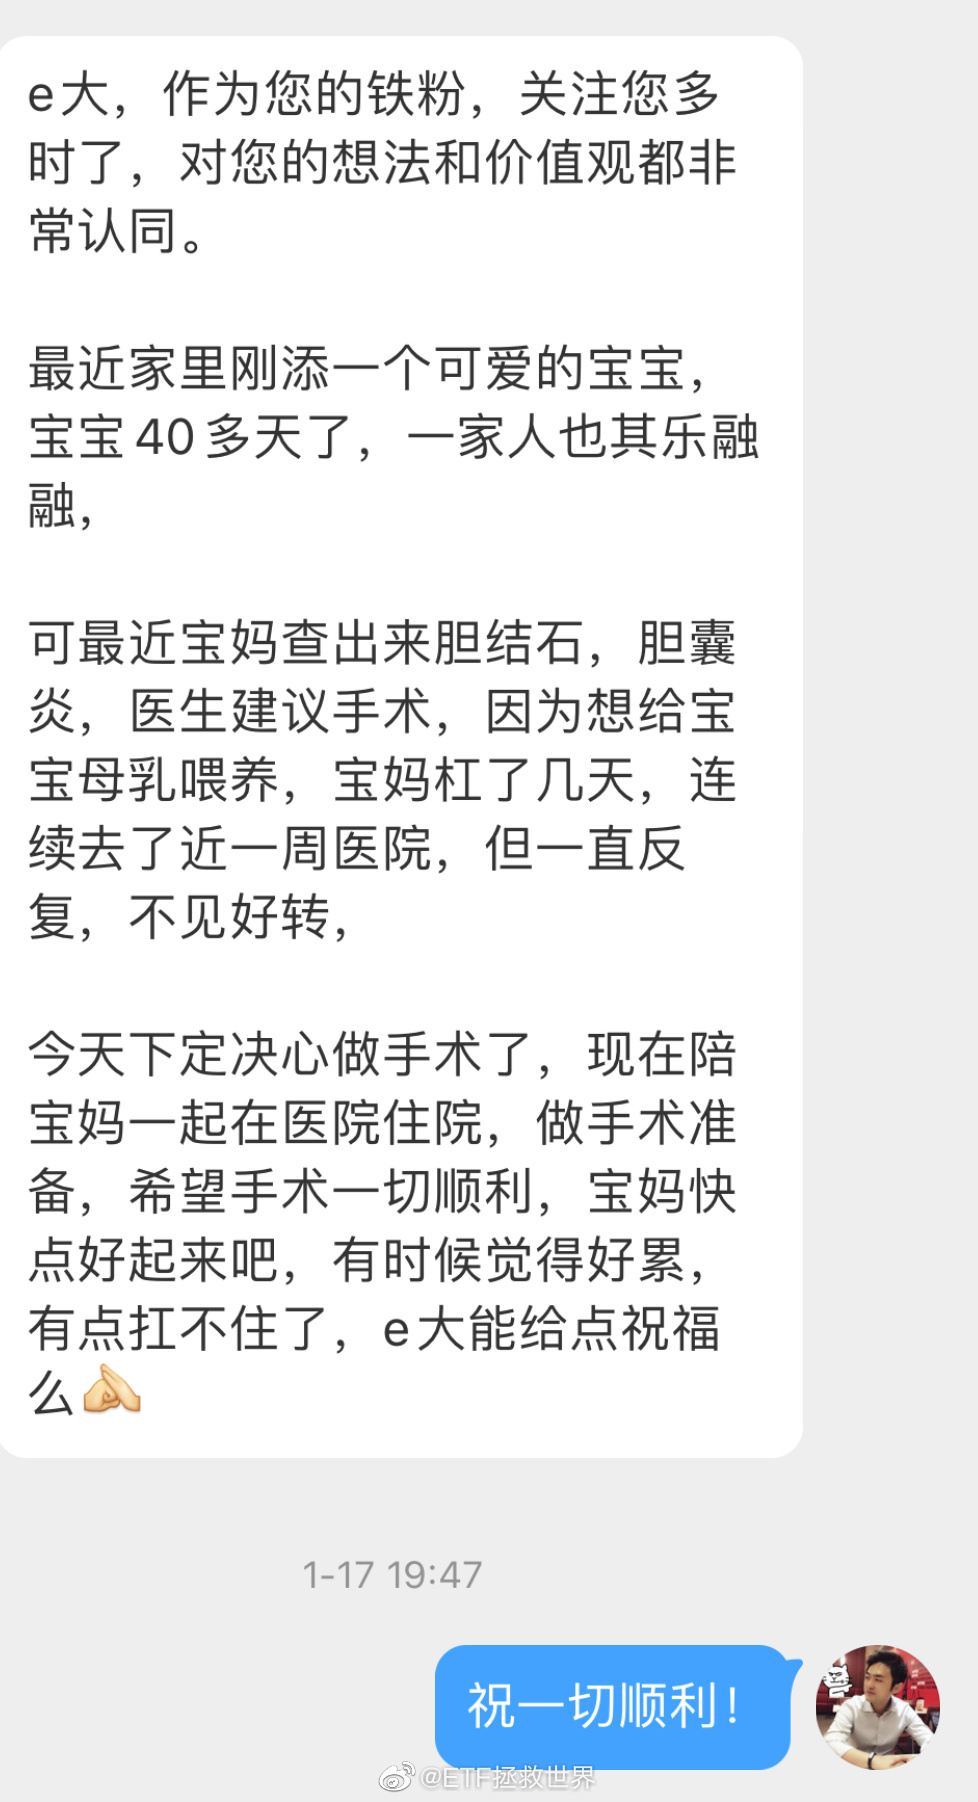 e大，作为您的铁粉，关注您多
时了，对您的想法和价值观都非
常认同。
最近家里刚添一个可爱的宝宝，
宝宝40多天了，一家人也其乐融
融，
可最近宝妈查出来胆结石，胆囊
炎，医生建议手术，因为想给宝
宝母乳喂养，宝妈杠了几天，连
续去了近一周医院，但一直反
复，不见好转，
今天下定决心做手术了，现在陪
宝妈一起在医院住院，做手术准
备，希望手术一切顺利，宝妈快
点好起来吧，有时候觉得好累，
有点扛不住了，e大能给点祝福
么
1-17 19:47
祝一切顺利！
@ETF拯救世界